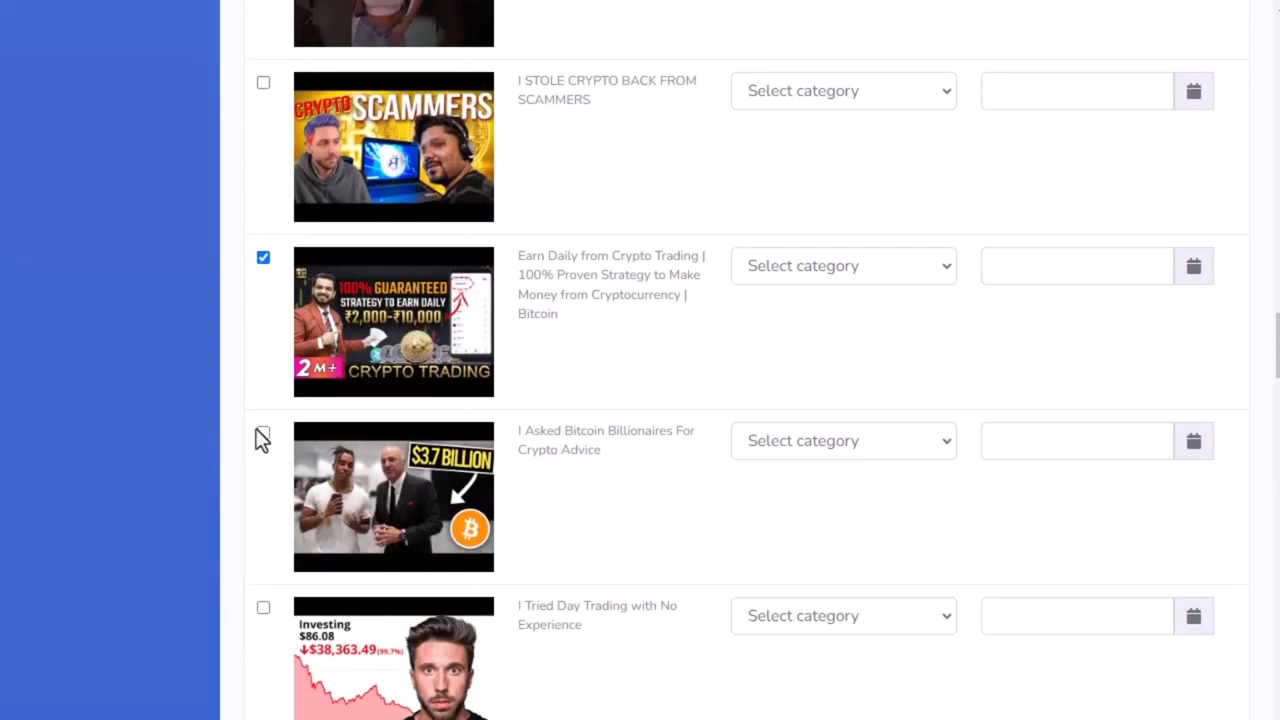 I STOLE CRYPTO BACK FROM
SCAMMERS
Select category
CRYPTO SCAMMERS
Earn Daily from Crypto Trading |
100% Proven Strategy to Make
Money from Cryptocurrency |
Bitcoin
Select category
100% GUARANTEED
STRATEGY TO EARN DAILY
₹2,000-₹10,000
2 M+ CRYPTO TRADING
I Asked Bitcoin Billionaires For
Crypto Advice
Select category
$3.7 BILLION
I Tried Day Trading with No
Experience
Select category
Investing
$86.08
↓$38,363.49 (99.7%)